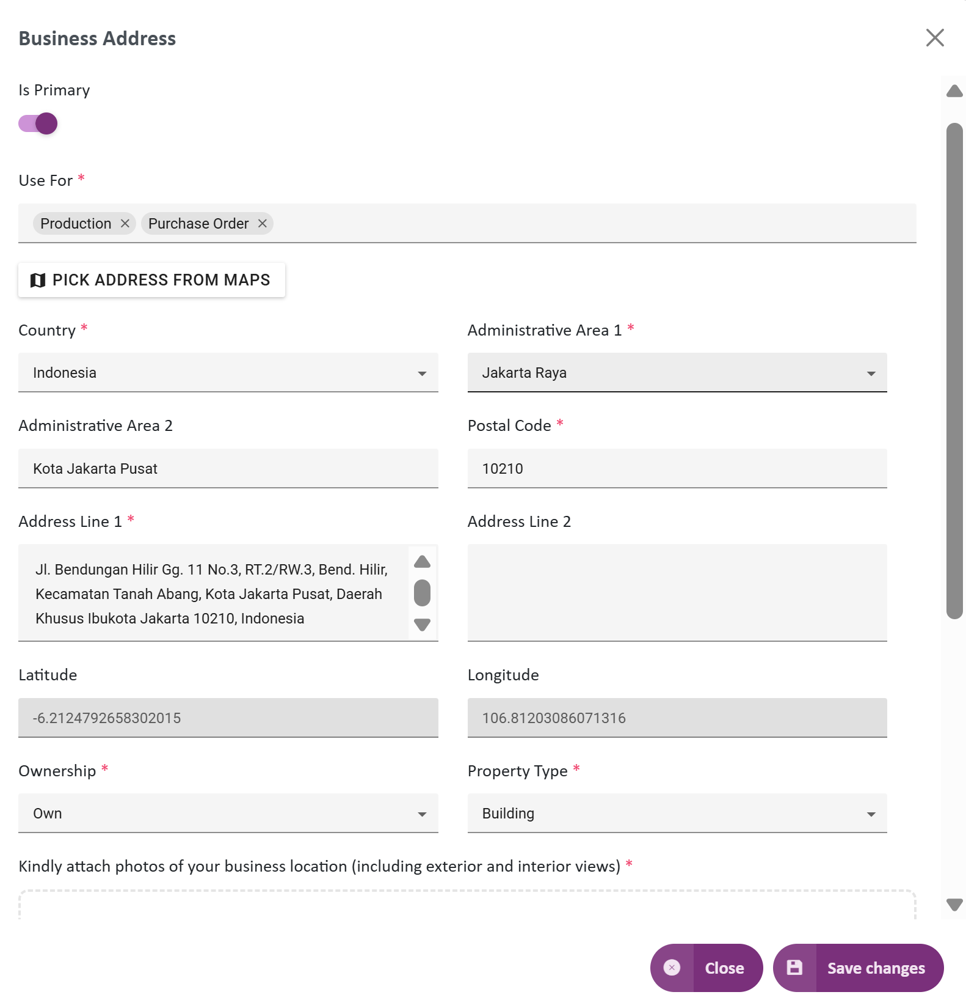 Business Address
Is Primary
Use For *
Production
Purchase Order
PICK ADDRESS FROM MAPS
Country *
Administrative Area 1 *
Indonesia
Jakarta Raya
Administrative Area 2
Postal Code *
Kota Jakarta Pusat
10210
Address Line 1 *
Address Line 2
Jl. Bendungan Hilir Gg. 11 No.3, RT.2/RW.3, Bend. Hilir,
Kecamatan Tanah Abang, Kota Jakarta Pusat, Daerah
Khusus Ibukota Jakarta 10210, Indonesia
Latitude
Longitude
-6.2124792658302015
106.81203086071316
Ownership *
Property Type *
Own
Building
Kindly attach photos of your business location (including exterior and interior views) *
Close
Save changes